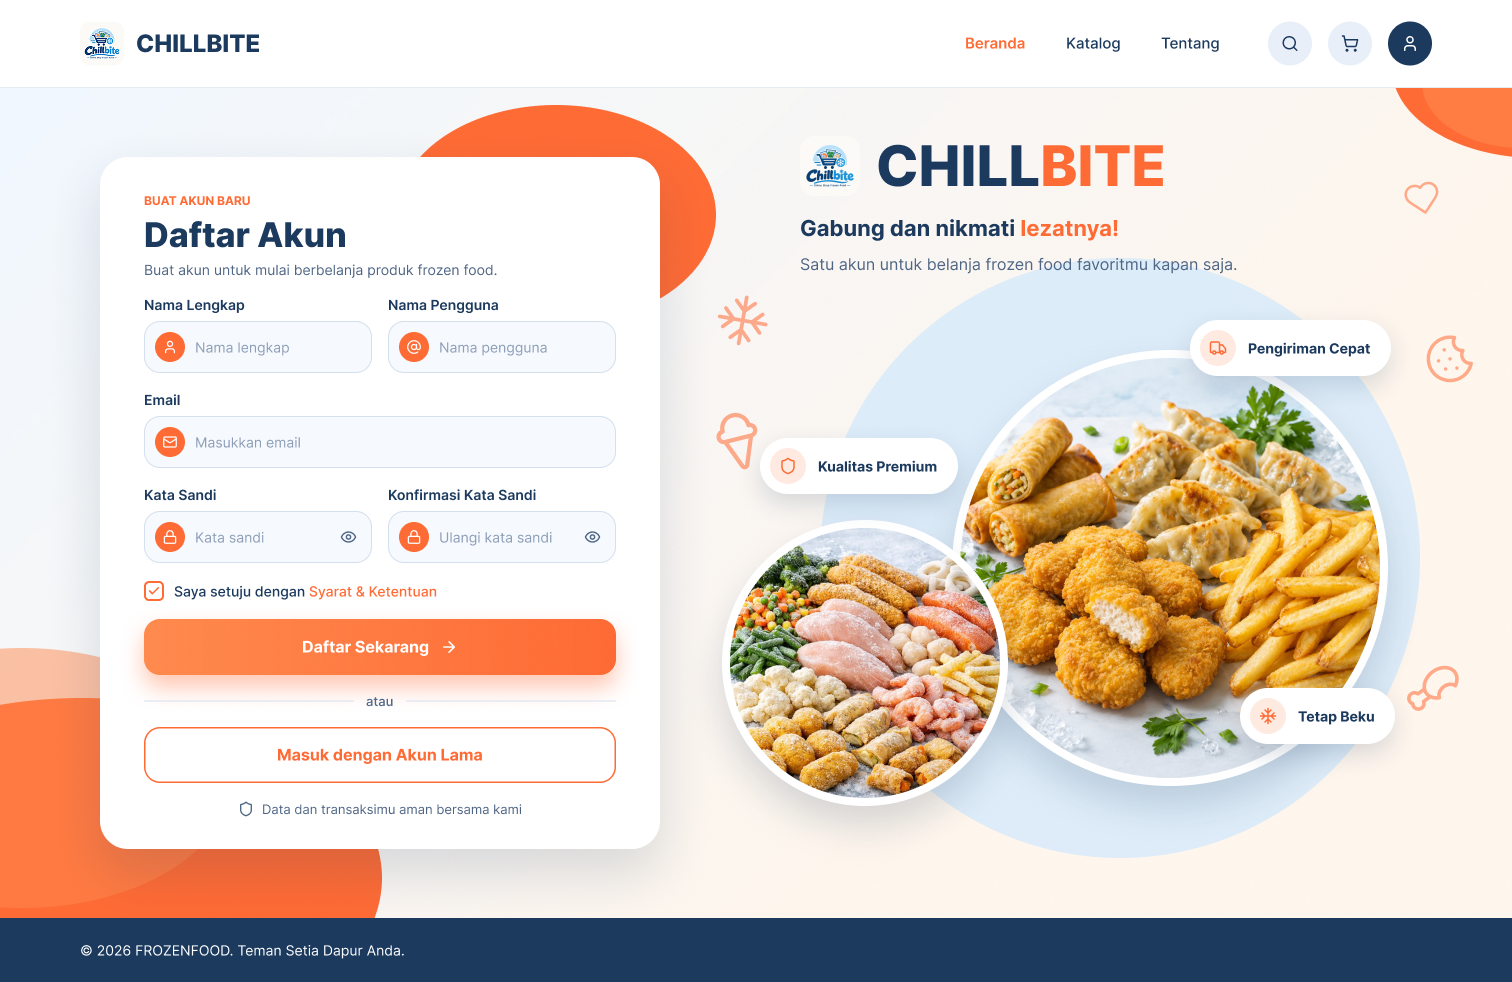 Chillbite
CHILLBITE
Beranda
Katalog
Tentang
BUAT AKUN BARU
Daftar Akun
Buat akun untuk mulai berbelanja produk frozen food.
Nama Lengkap
Nama Pengguna
Nama lengkap
Nama pengguna
Email
Masukkan email
Kata Sandi
Konfirmasi Kata Sandi
Kata sandi
Ulangi kata sandi
Saya setuju dengan Syarat & Ketentuan
Daftar Sekarang
atau
Masuk dengan Akun Lama
Data dan transaksimu aman bersama kami
Chillbite
CHILLBITE
Gabung dan nikmati lezatnya!
Satu akun untuk belanja frozen food favoritmu kapan saja.
Pengiriman Cepat
Kualitas Premium
Tetap Beku
© 2026 FROZENFOOD. Teman Setia Dapur Anda.